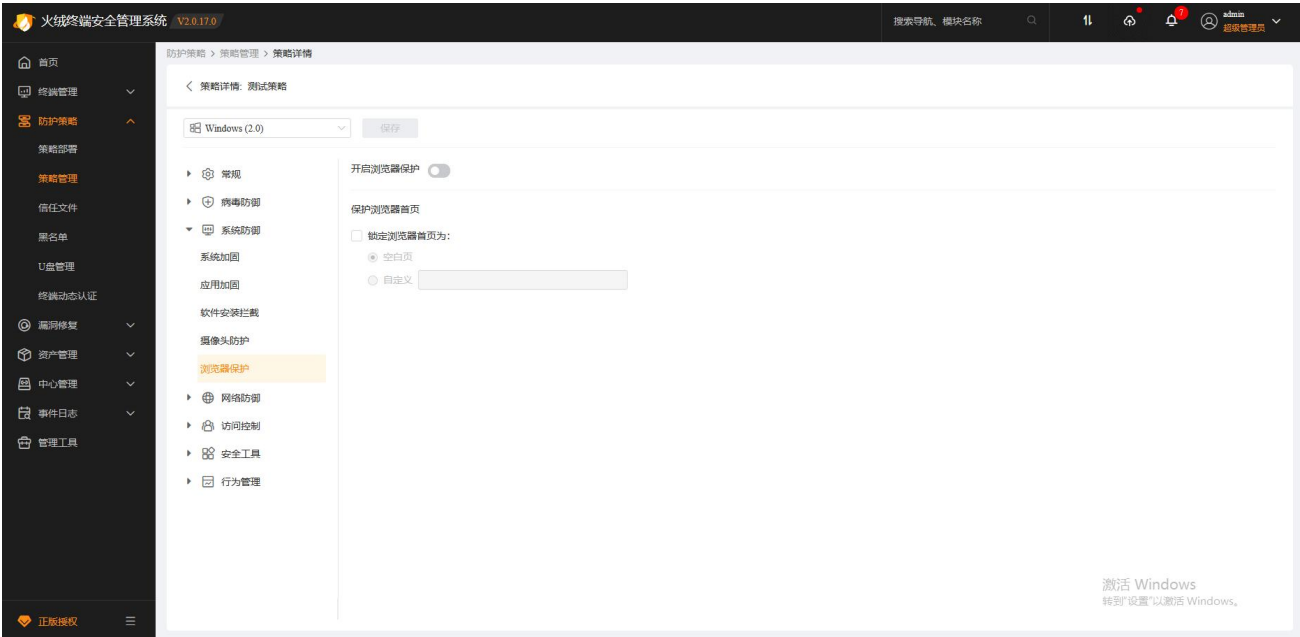 火绒终端安全管理系统 V2.0.17.0
搜索导航、模块名称
7
admin
超级管理员
首页
终端管理
防护策略
策略部署
策略管理
信任文件
黑名单
U盘管理
终端动态认证
漏洞修复
资产管理
中心管理
事件日志
管理工具
正版授权
防护策略 > 策略管理 > 策略详情
策略详情: 测试策略
Windows (2.0)
保存
常规
病毒防御
系统防御
系统加固
应用加固
软件安装拦截
摄像头防护
浏览器保护
网络防御
访问控制
安全工具
行为管理
开启浏览器保护
保护浏览器首页
锁定浏览器首页为:
空白页
自定义
激活 Windows
转到"设置"以激活 Windows。